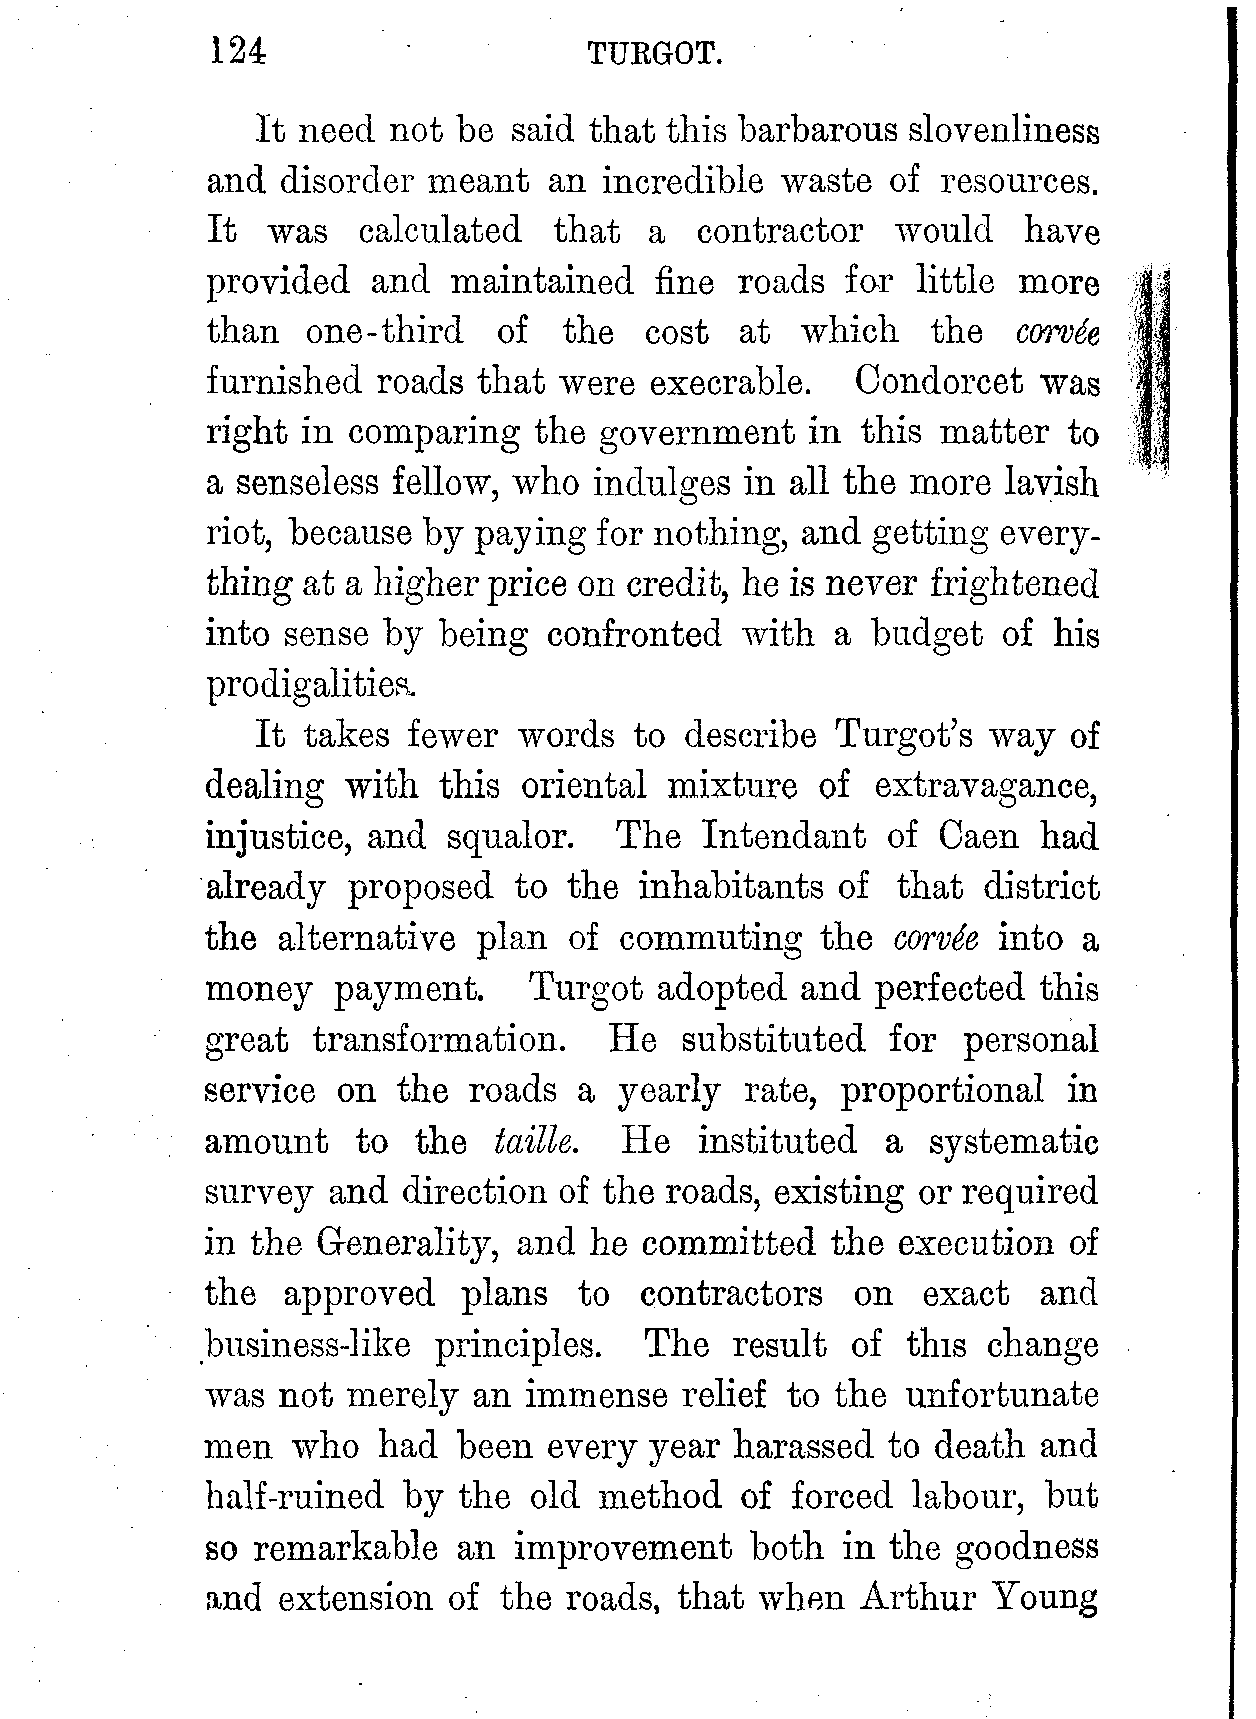 124 TURGOT.
It need not be said that this barbarous slovenliness
and disorder meant an incredible waste of resources.
It was calculated that a contractor would have
provided and maintained fine roads for little more
than one-third of the cost at which the corvée
furnished roads that were execrable. Condorcet was
right in comparing the government in this matter to
a senseless fellow, who indulges in all the more lavish
riot, because by paying for nothing, and getting every-
thing at a higher price on credit, he is never frightened
into sense by being confronted with a budget of his
prodigalities.
It takes fewer words to describe Turgot's way of
dealing with this oriental mixture of extravagance,
injustice, and squalor. The Intendant of Caen had
already proposed to the inhabitants of that district
the alternative plan of commuting the corvée into a
money payment. Turgot adopted and perfected this
great transformation. He substituted for personal
service on the roads a yearly rate, proportional in
amount to the taille. He instituted a systematic
survey and direction of the roads, existing or required
in the Generality, and he committed the execution of
the approved plans to contractors on exact and
business-like principles. The result of this change
was not merely an immense relief to the unfortunate
men who had been every year harassed to death and
half-ruined by the old method of forced labour, but
so remarkable an improvement both in the goodness
and extension of the roads, that when Arthur Young